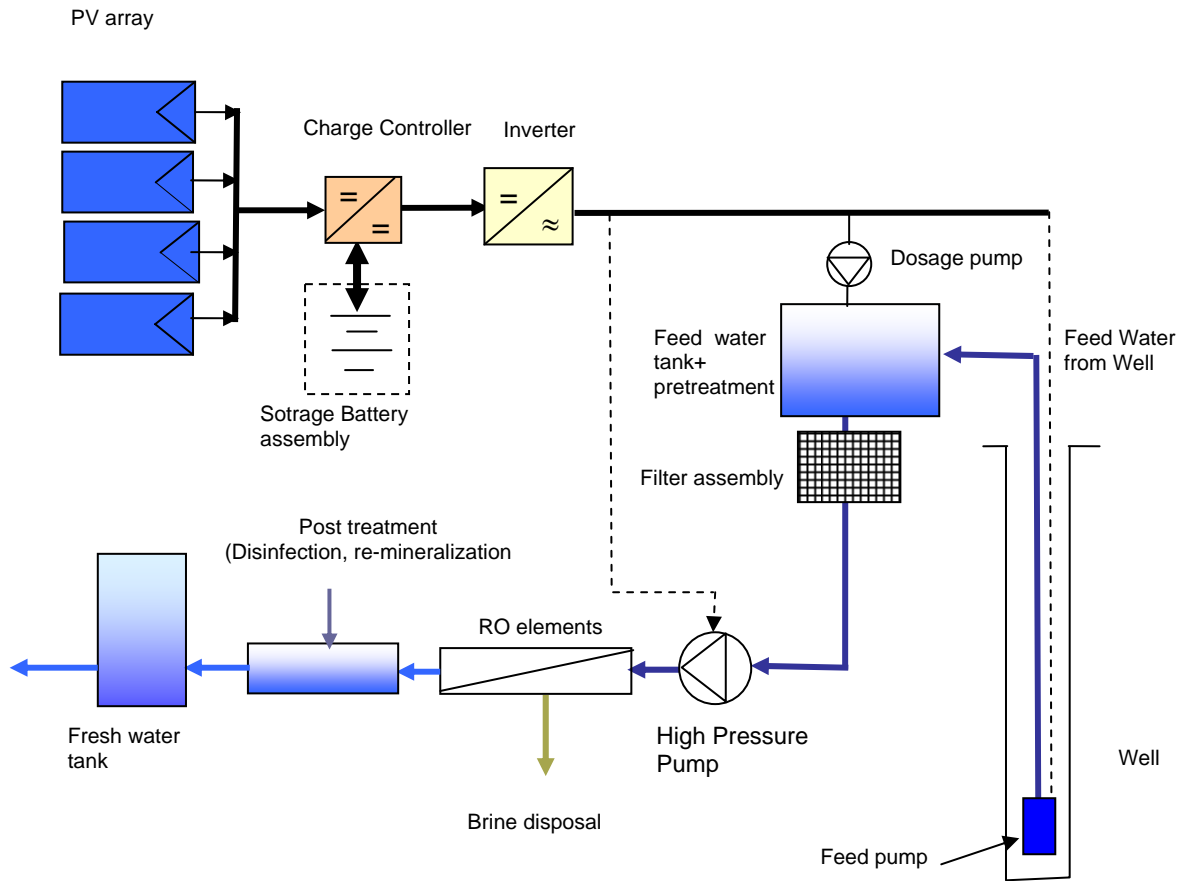 PV array
Charge Controller
Inverter
=
=
=
≈
Dosage pump
Feed water
tank+
pretreatment
Feed Water
from Well
Sotrage Battery
assembly
Filter assembly
Post treatment
(Disinfection, re-mineralization
RO elements
Fresh water
tank
High Pressure
Pump
Well
Brine disposal
Feed pump